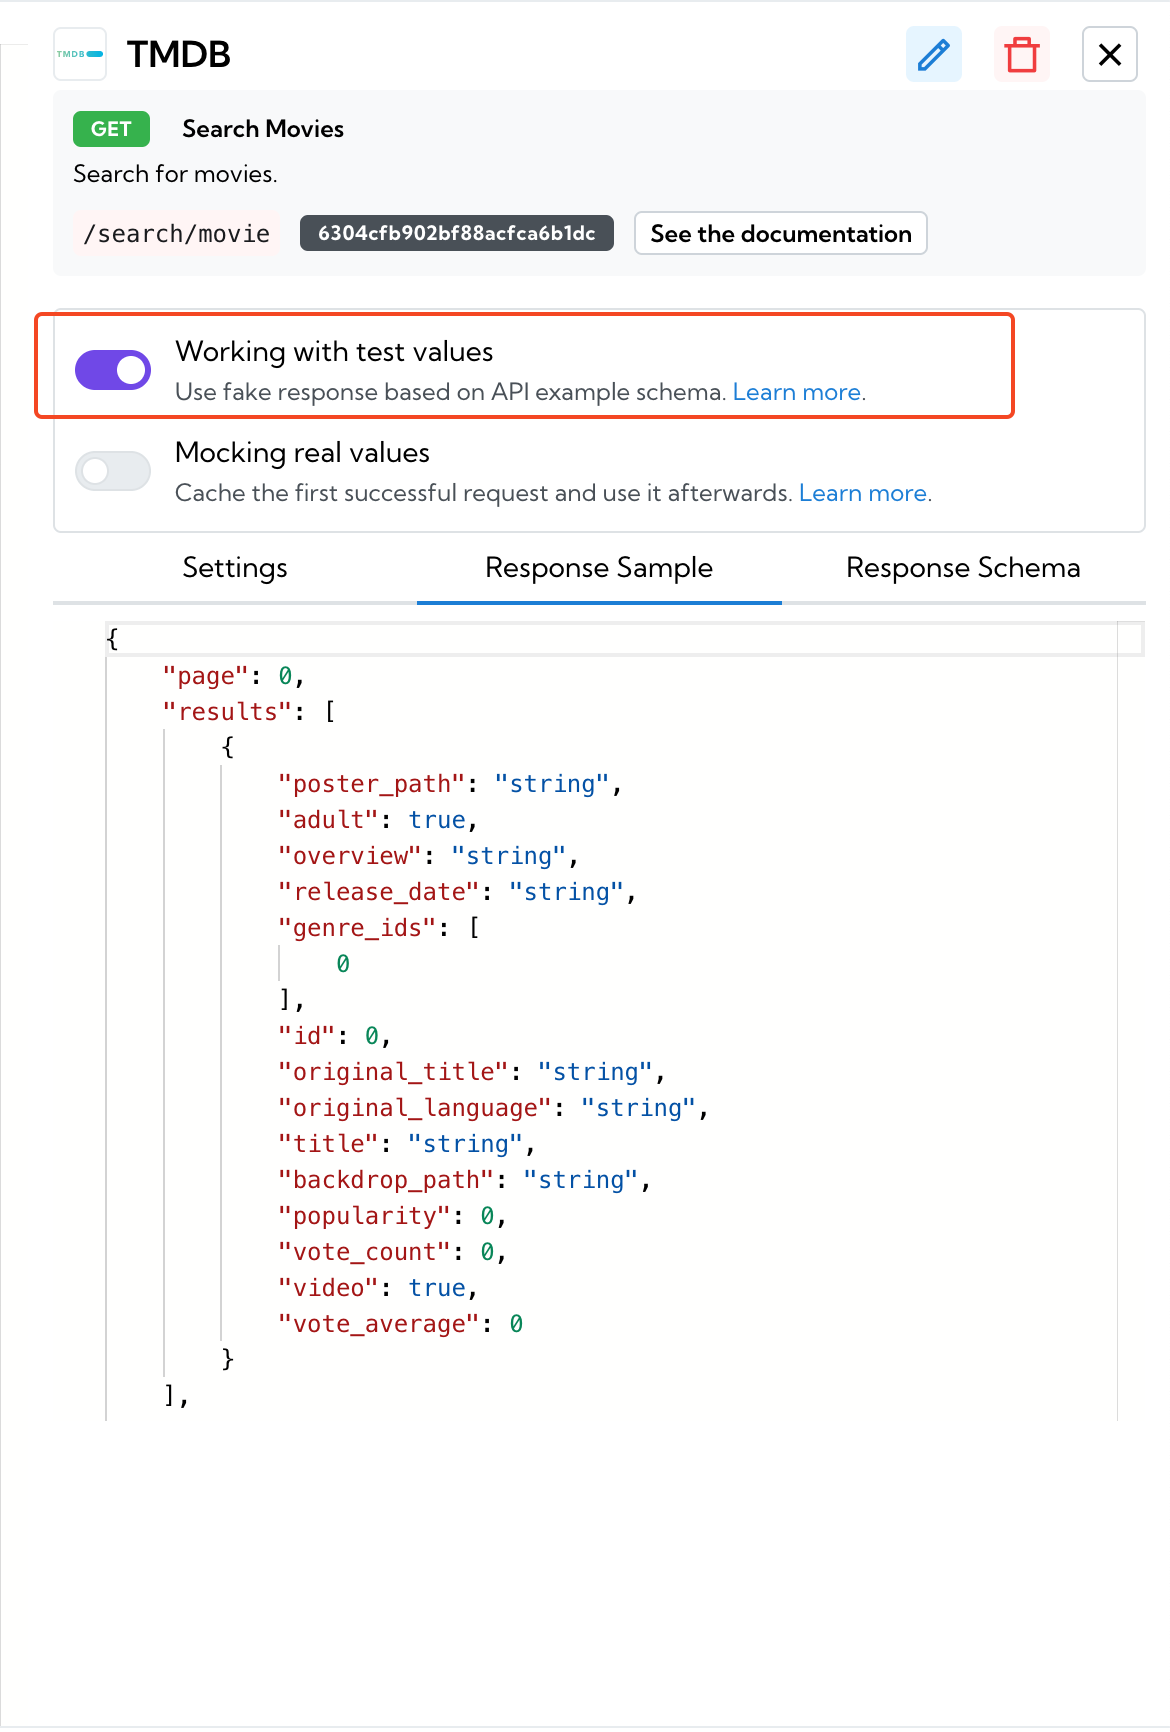 TMDB
TMDB
GET Search Movies
Search for movies.
/search/movie 6304cfb902bf88acfca6b1dc See the documentation
Working with test values
Use fake response based on API example schema. Learn more.
Mocking real values
Cache the first successful request and use it afterwards. Learn more.
Settings Response Sample Response Schema
{
"page": 0,
"results": [
{
"poster_path": "string",
"adult": true,
"overview": "string",
"release_date": "string",
"genre_ids": [
0
],
"id": 0,
"original_title": "string",
"original_language": "string",
"title": "string",
"backdrop_path": "string",
"popularity": 0,
"vote_count": 0,
"video": true,
"vote_average": 0
}
],